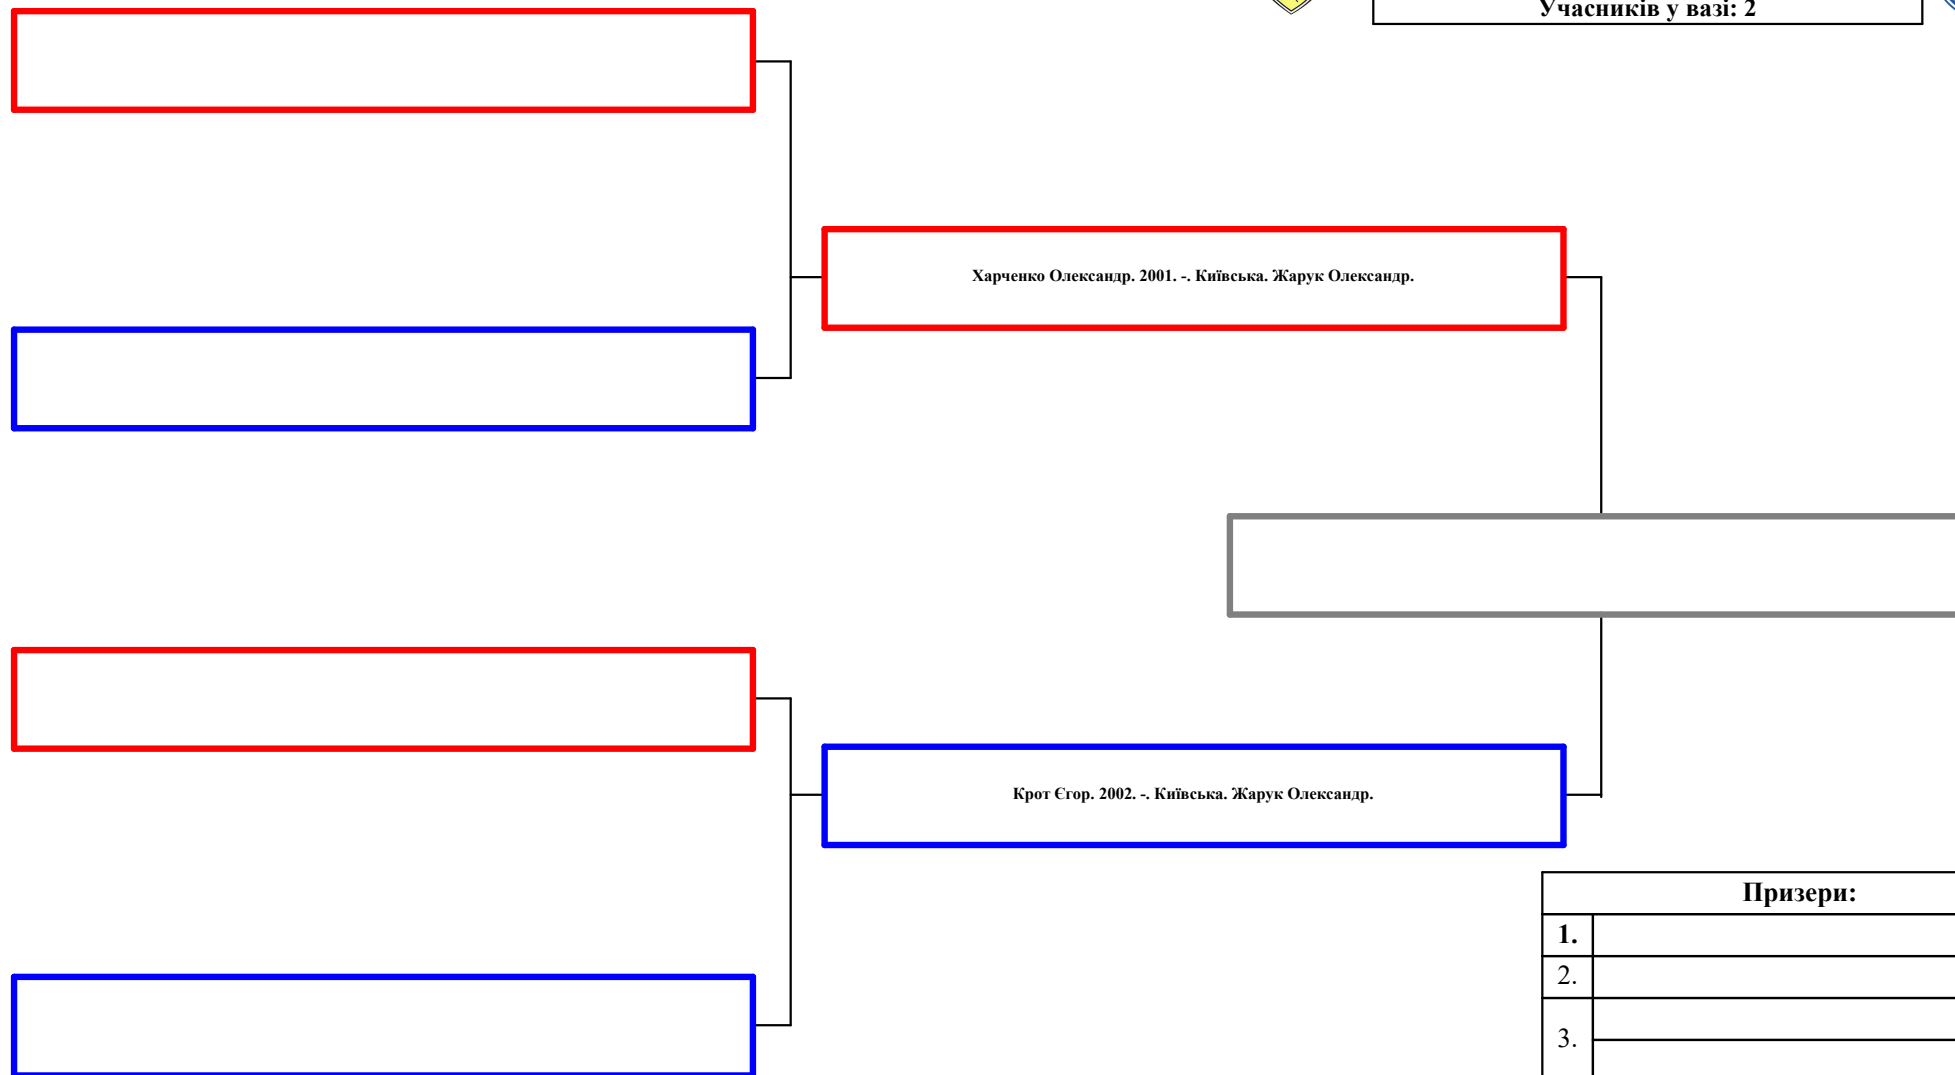 Учасників у вазі: 2
Харченко Олександр. 2001. -. Київська. Жарук Олександр.
Крот Єгор. 2002. -. Київська. Жарук Олександр.
Призери:
1.
2.
3.